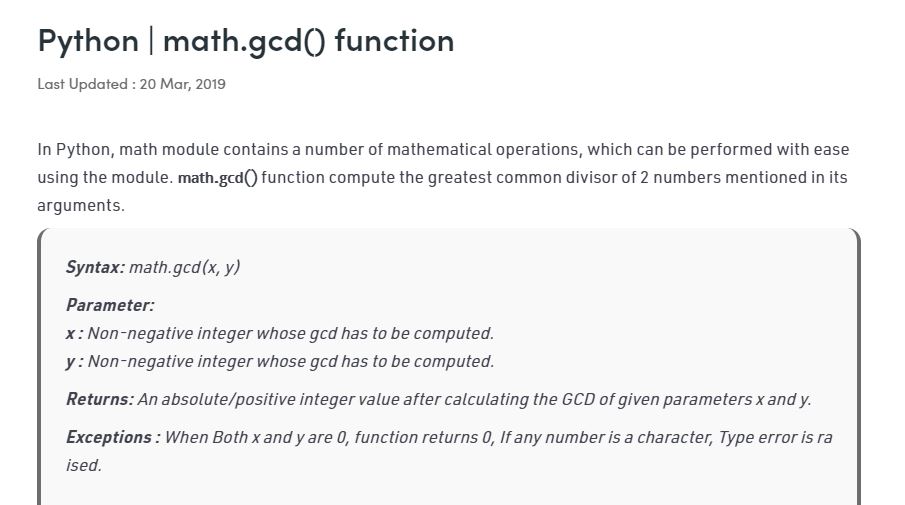 Python | math.gcd() function
Last Updated : 20 Mar, 2019
In Python, math module contains a number of mathematical operations, which can be performed with ease
using the module. math.gcd() function compute the greatest common divisor of 2 numbers mentioned in its
arguments.
Syntax: math.gcd(x, y)
Parameter:
x : Non-negative integer whose gcd has to be computed.
y : Non-negative integer whose gcd has to be computed.
Returns: An absolute/positive integer value after calculating the GCD of given parameters x and y.
Exceptions : When Both x and y are 0, function returns 0, If any number is a character, Type error is ra
ised.